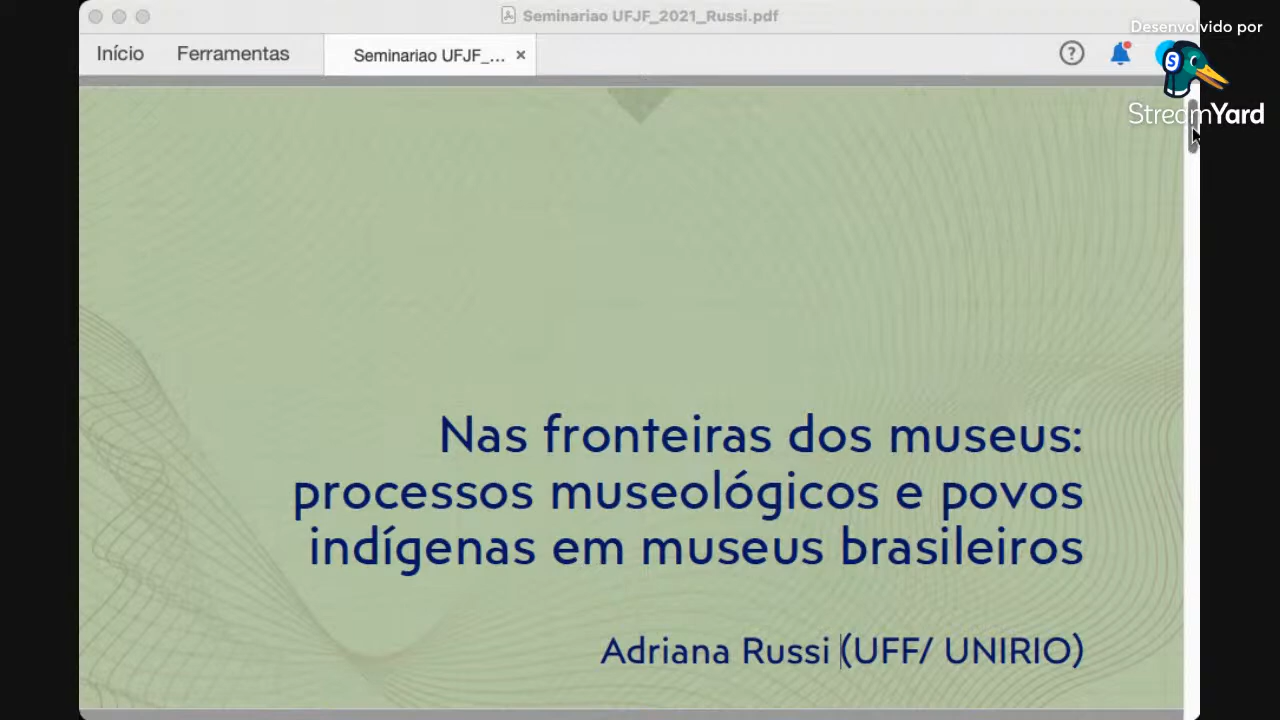 Seminariao UFJF_2021_Russi.pdf
Desenvolvido por
Início Ferramentas Seminariao UFJF_... ×
StreamYard
Nas fronteiras dos museus:
processos museológicos e povos
indígenas em museus brasileiros
Adriana Russi (UFF/ UNIRIO)